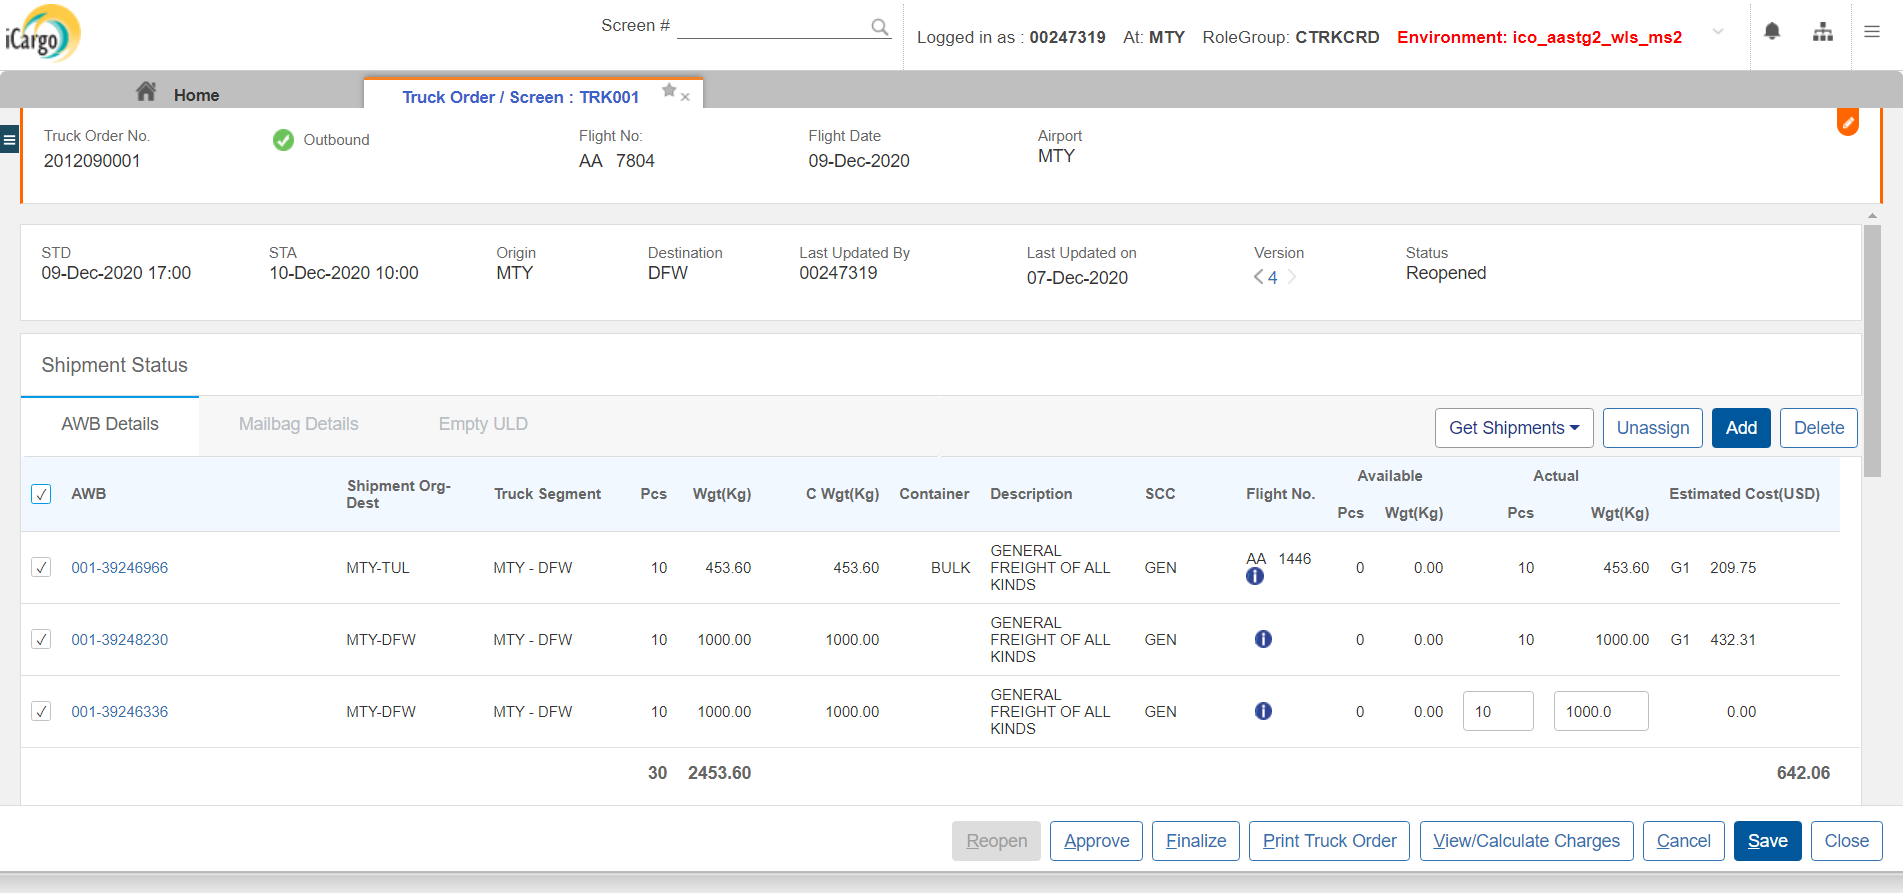 iCargo
Screen #
Logged in as : 00247319 At: MTY RoleGroup: CTRKCRD Environment: ico_aastg2_wls_ms2
Home
Truck Order / Screen : TRK001
Truck Order No.
2012090001
Outbound
Flight No:
AA 7804
Flight Date
09-Dec-2020
Airport
MTY
STD
09-Dec-2020 17:00
STA
10-Dec-2020 10:00
Origin
MTY
Destination
DFW
Last Updated By
00247319
Last Updated on
07-Dec-2020
Version
4
Status
Reopened
Shipment Status
AWB Details Mailbag Details Empty ULD
Get Shipments Unassign Add Delete
AWB
Shipment Org-
Dest
Truck Segment Pcs Wgt(Kg) C Wgt(Kg) Container Description SCC Flight No.
Available
Pcs Wgt(Kg)
Actual
Pcs Wgt(Kg)
Estimated Cost(USD)
001-39246966 MTY-TUL MTY - DFW 10 453.60 453.60 BULK
GENERAL
FREIGHT OF ALL
KINDS
GEN AA 1446 0 0.00 10 453.60 G1 209.75
001-39248230 MTY-DFW MTY - DFW 10 1000.00 1000.00
GENERAL
FREIGHT OF ALL
KINDS
GEN 0 0.00 10 1000.00 G1 432.31
001-39246336 MTY-DFW MTY - DFW 10 1000.00 1000.00
GENERAL
FREIGHT OF ALL
KINDS
GEN 0 0.00 10 1000.0 0.00
30 2453.60 642.06
Reopen Approve Finalize Print Truck Order View/Calculate Charges Cancel Save Close